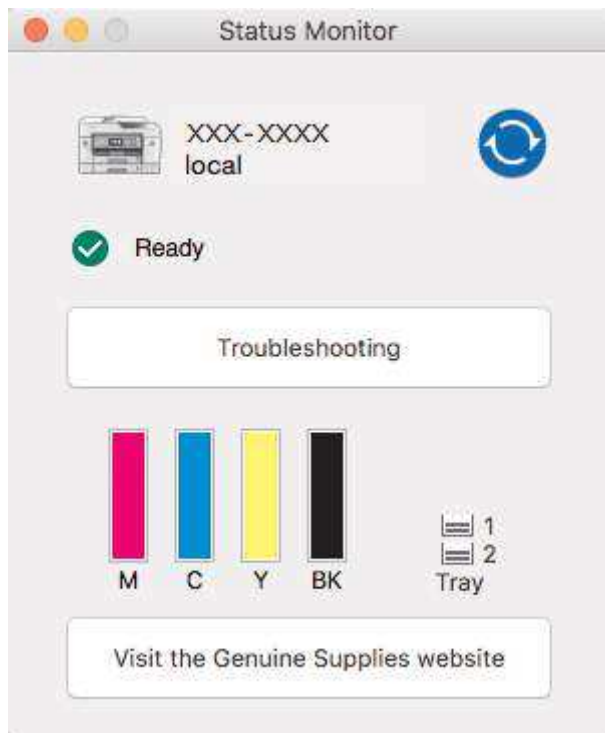 Status Monitor
XXX-XXXX
local
Ready
Troubleshooting
M C Y BK
1
2
Tray
Visit the Genuine Supplies website